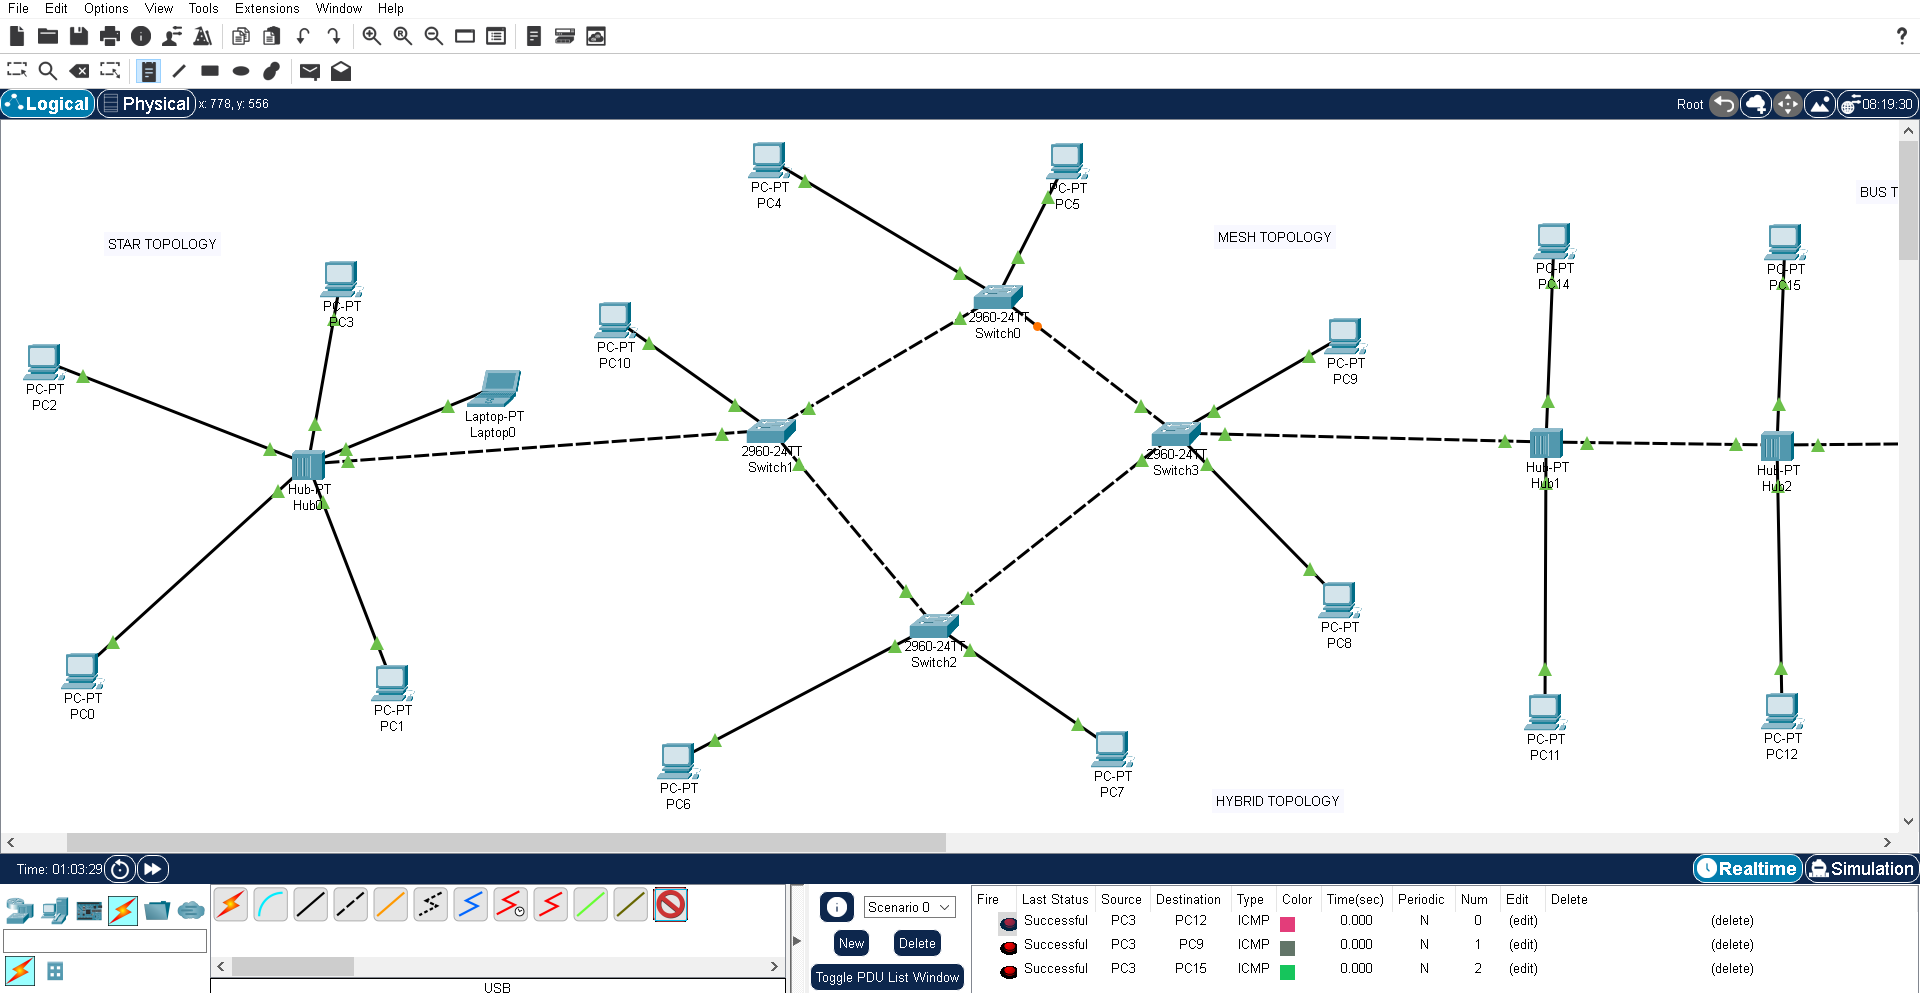 File Edit Options View Tools Extensions Window Help
?
Logical Physical x: 778, y: 556 Root 08:19:30
PC-PT
PC4
PC-PT
PC5
BUS T
STAR TOPOLOGY
MESH TOPOLOGY
PC-PT
PC14
PC-PT
PC15
PC-PT
PC3
2960-24TT
Switch0
PC-PT
PC10
PC-PT
PC9
PC-PT
PC2
Laptop-PT
Laptop0
2960-24TT
Switch1
2960-24TT
Switch3
Hub-PT
Hub1
Hub-PT
Hub2
Hub-PT
Hub0
PC-PT
PC8
2960-24TT
Switch2
PC-PT
PC0
PC-PT
PC1
PC-PT
PC11
PC-PT
PC12
PC-PT
PC6
PC-PT
PC7
HYBRID TOPOLOGY
Time: 01:03:29 Realtime Simulation
Scenario 0
New Delete
Toggle PDU List Window
USB
Fire Last Status Source Destination Type Color Time(sec) Periodic Num Edit Delete
Successful PC3 PC12 ICMP 0.000 N 0 (edit) (delete)
Successful PC3 PC9 ICMP 0.000 N 1 (edit) (delete)
Successful PC3 PC15 ICMP 0.000 N 2 (edit) (delete)